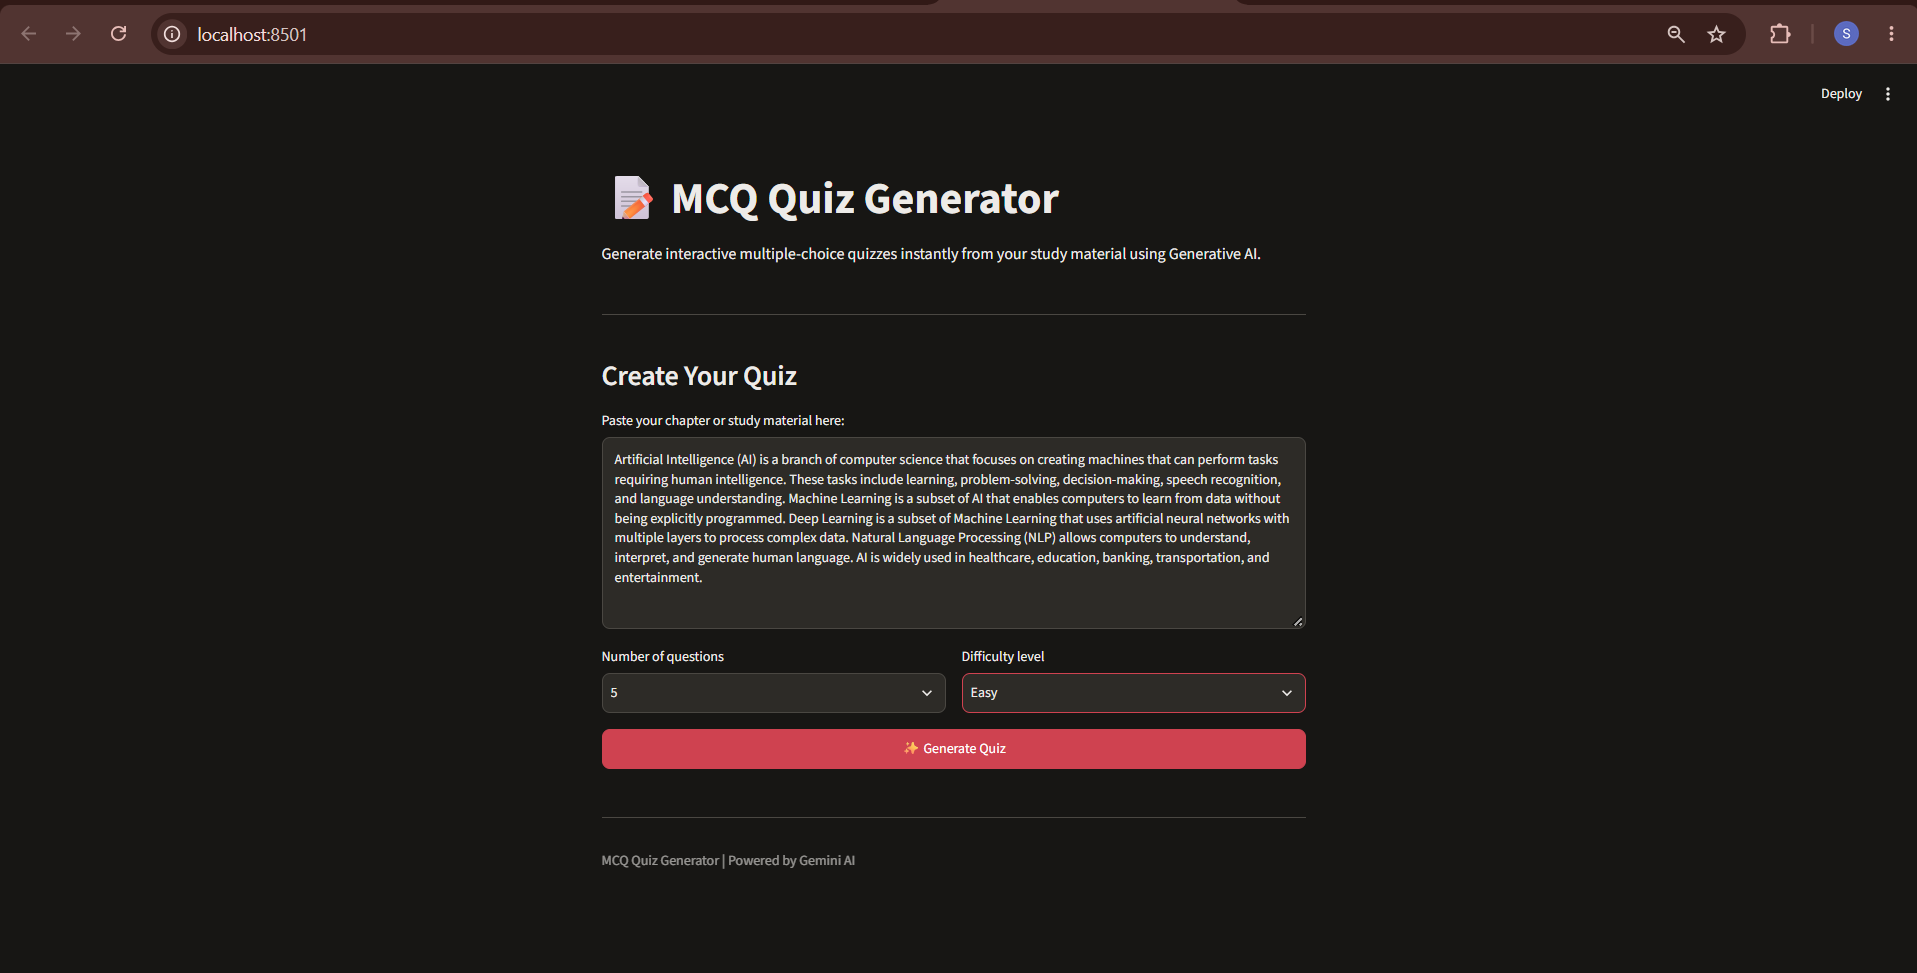 localhost:8501
S
Deploy
MCQ Quiz Generator
Generate interactive multiple-choice quizzes instantly from your study material using Generative AI.
Create Your Quiz
Paste your chapter or study material here:
Artificial Intelligence (AI) is a branch of computer science that focuses on creating machines that can perform tasks
requiring human intelligence. These tasks include learning, problem-solving, decision-making, speech recognition,
and language understanding. Machine Learning is a subset of AI that enables computers to learn from data without
being explicitly programmed. Deep Learning is a subset of Machine Learning that uses artificial neural networks with
multiple layers to process complex data. Natural Language Processing (NLP) allows computers to understand,
interpret, and generate human language. AI is widely used in healthcare, education, banking, transportation, and
entertainment.
Number of questions
Difficulty level
5
Easy
✨ Generate Quiz
MCQ Quiz Generator | Powered by Gemini AI